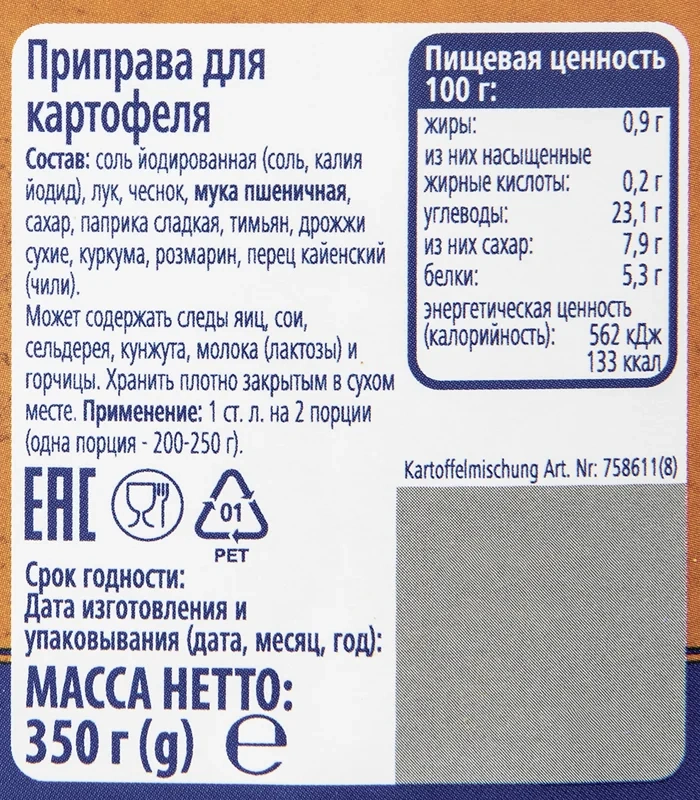 Приправа для
картофеля
Состав: соль йодированная (соль, калия
йодид), лук, чеснок, мука пшеничная,
сахар, паприка сладкая, тимьян, дрожжи
сухие, куркума, розмарин, перец кайенский
(чили).
Может содержать следы яиц, сои,
сельдерея, кунжута, молока (лактозы) и
горчицы. Хранить плотно закрытым в сухом
месте. Применение: 1 ст. л. на 2 порции
(одна порция - 200-250 г).
EAC
01
PET
Срок годности:
Дата изготовления и
упаковывания (дата, месяц, год):
МАССА НЕТТО:
350 г (g) ℮
Пищевая ценность
100 г:
жиры: 0,9 г
из них насыщенные
жирные кислоты: 0,2 г
углеводы: 23,1 г
из них сахар: 7,9 г
белки: 5,3 г
энергетическая ценность
(калорийность): 562 кДж
133 ккал
Kartoffelmischung Art. Nr: 758611(8)